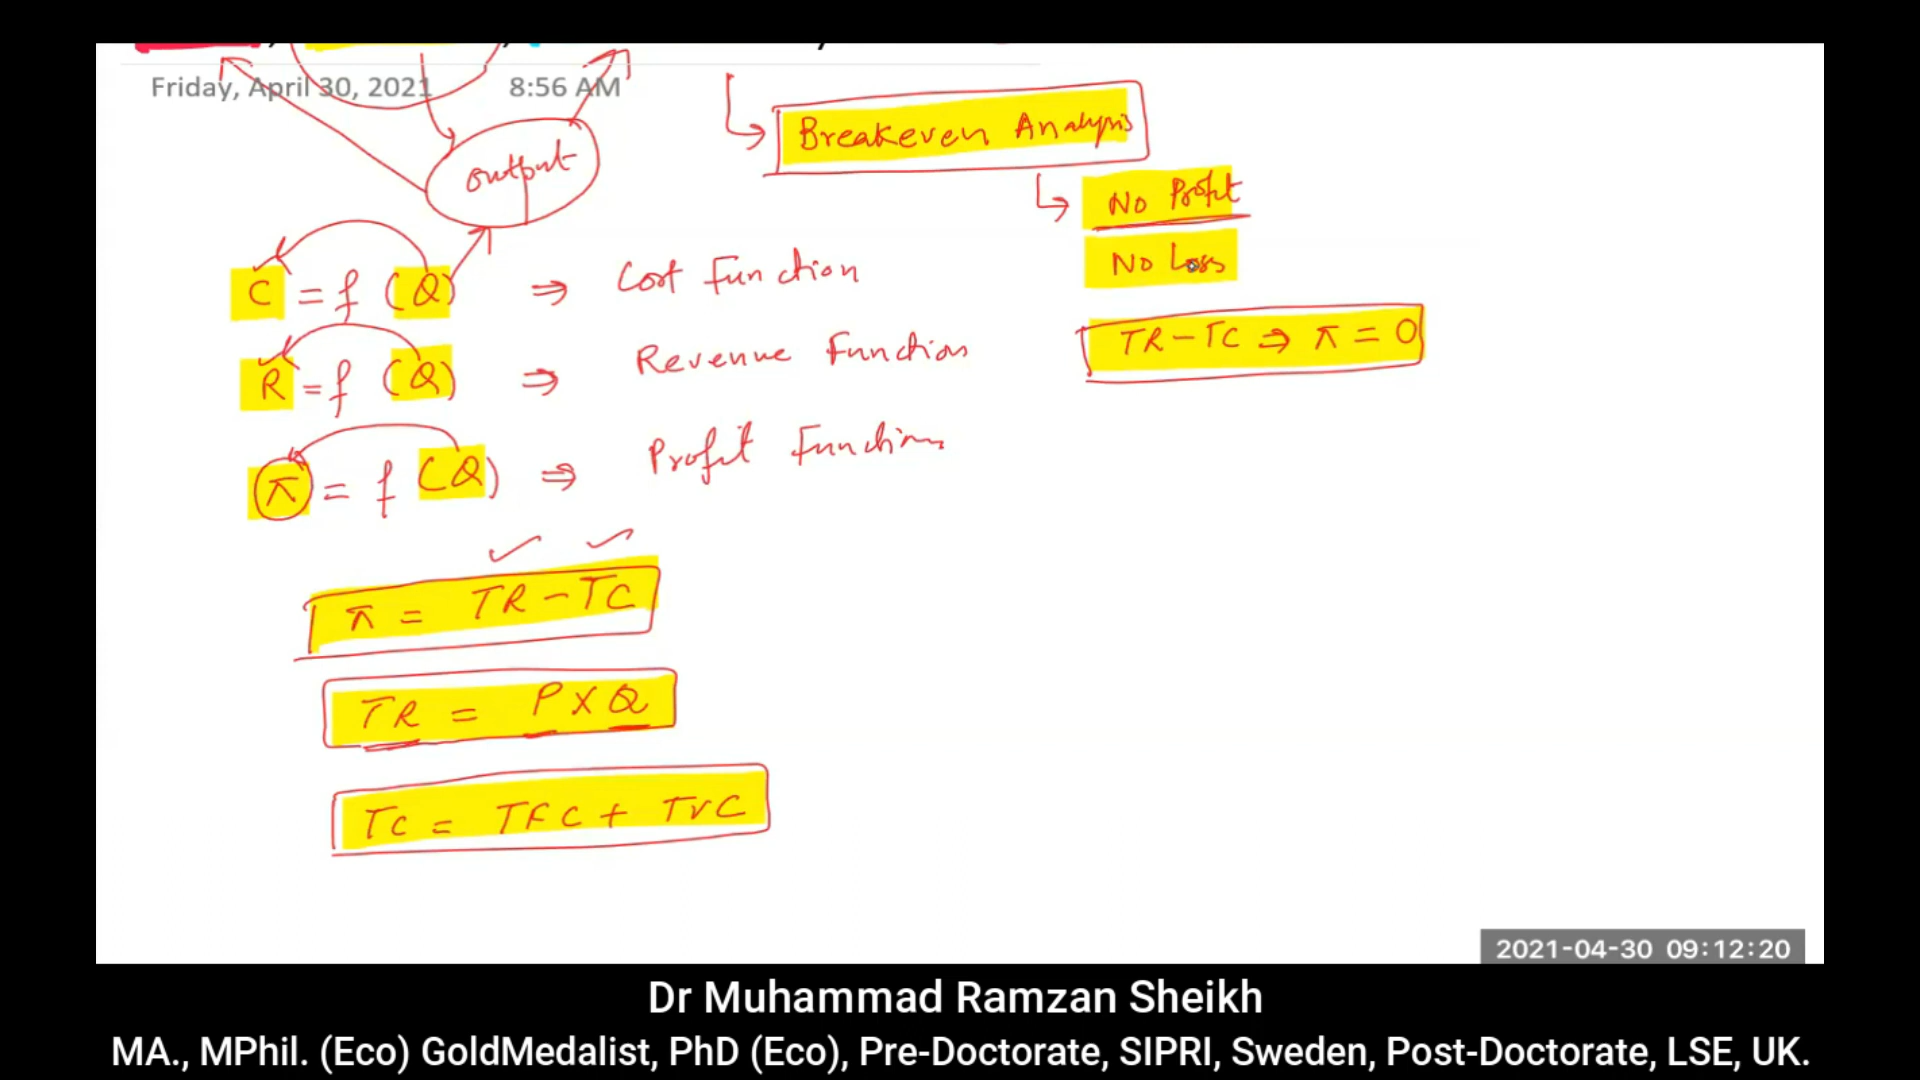 Friday, April 30, 2021 8:56 AM
Breakeven Analysis
output
No Profit
No Loss
C = f (Q) ⇒ Cost Function
TR - TC ⇒ π = 0
R = f (Q) ⇒ Revenue Function
π = f (Q) ⇒ Profit Function
π = TR - TC
TR = P X Q
TC = TFC + TVC
2021-04-30 09:12:20
Dr Muhammad Ramzan Sheikh
MA., MPhil. (Eco) GoldMedalist, PhD (Eco), Pre-Doctorate, SIPRI, Sweden, Post-Doctorate, LSE, UK.